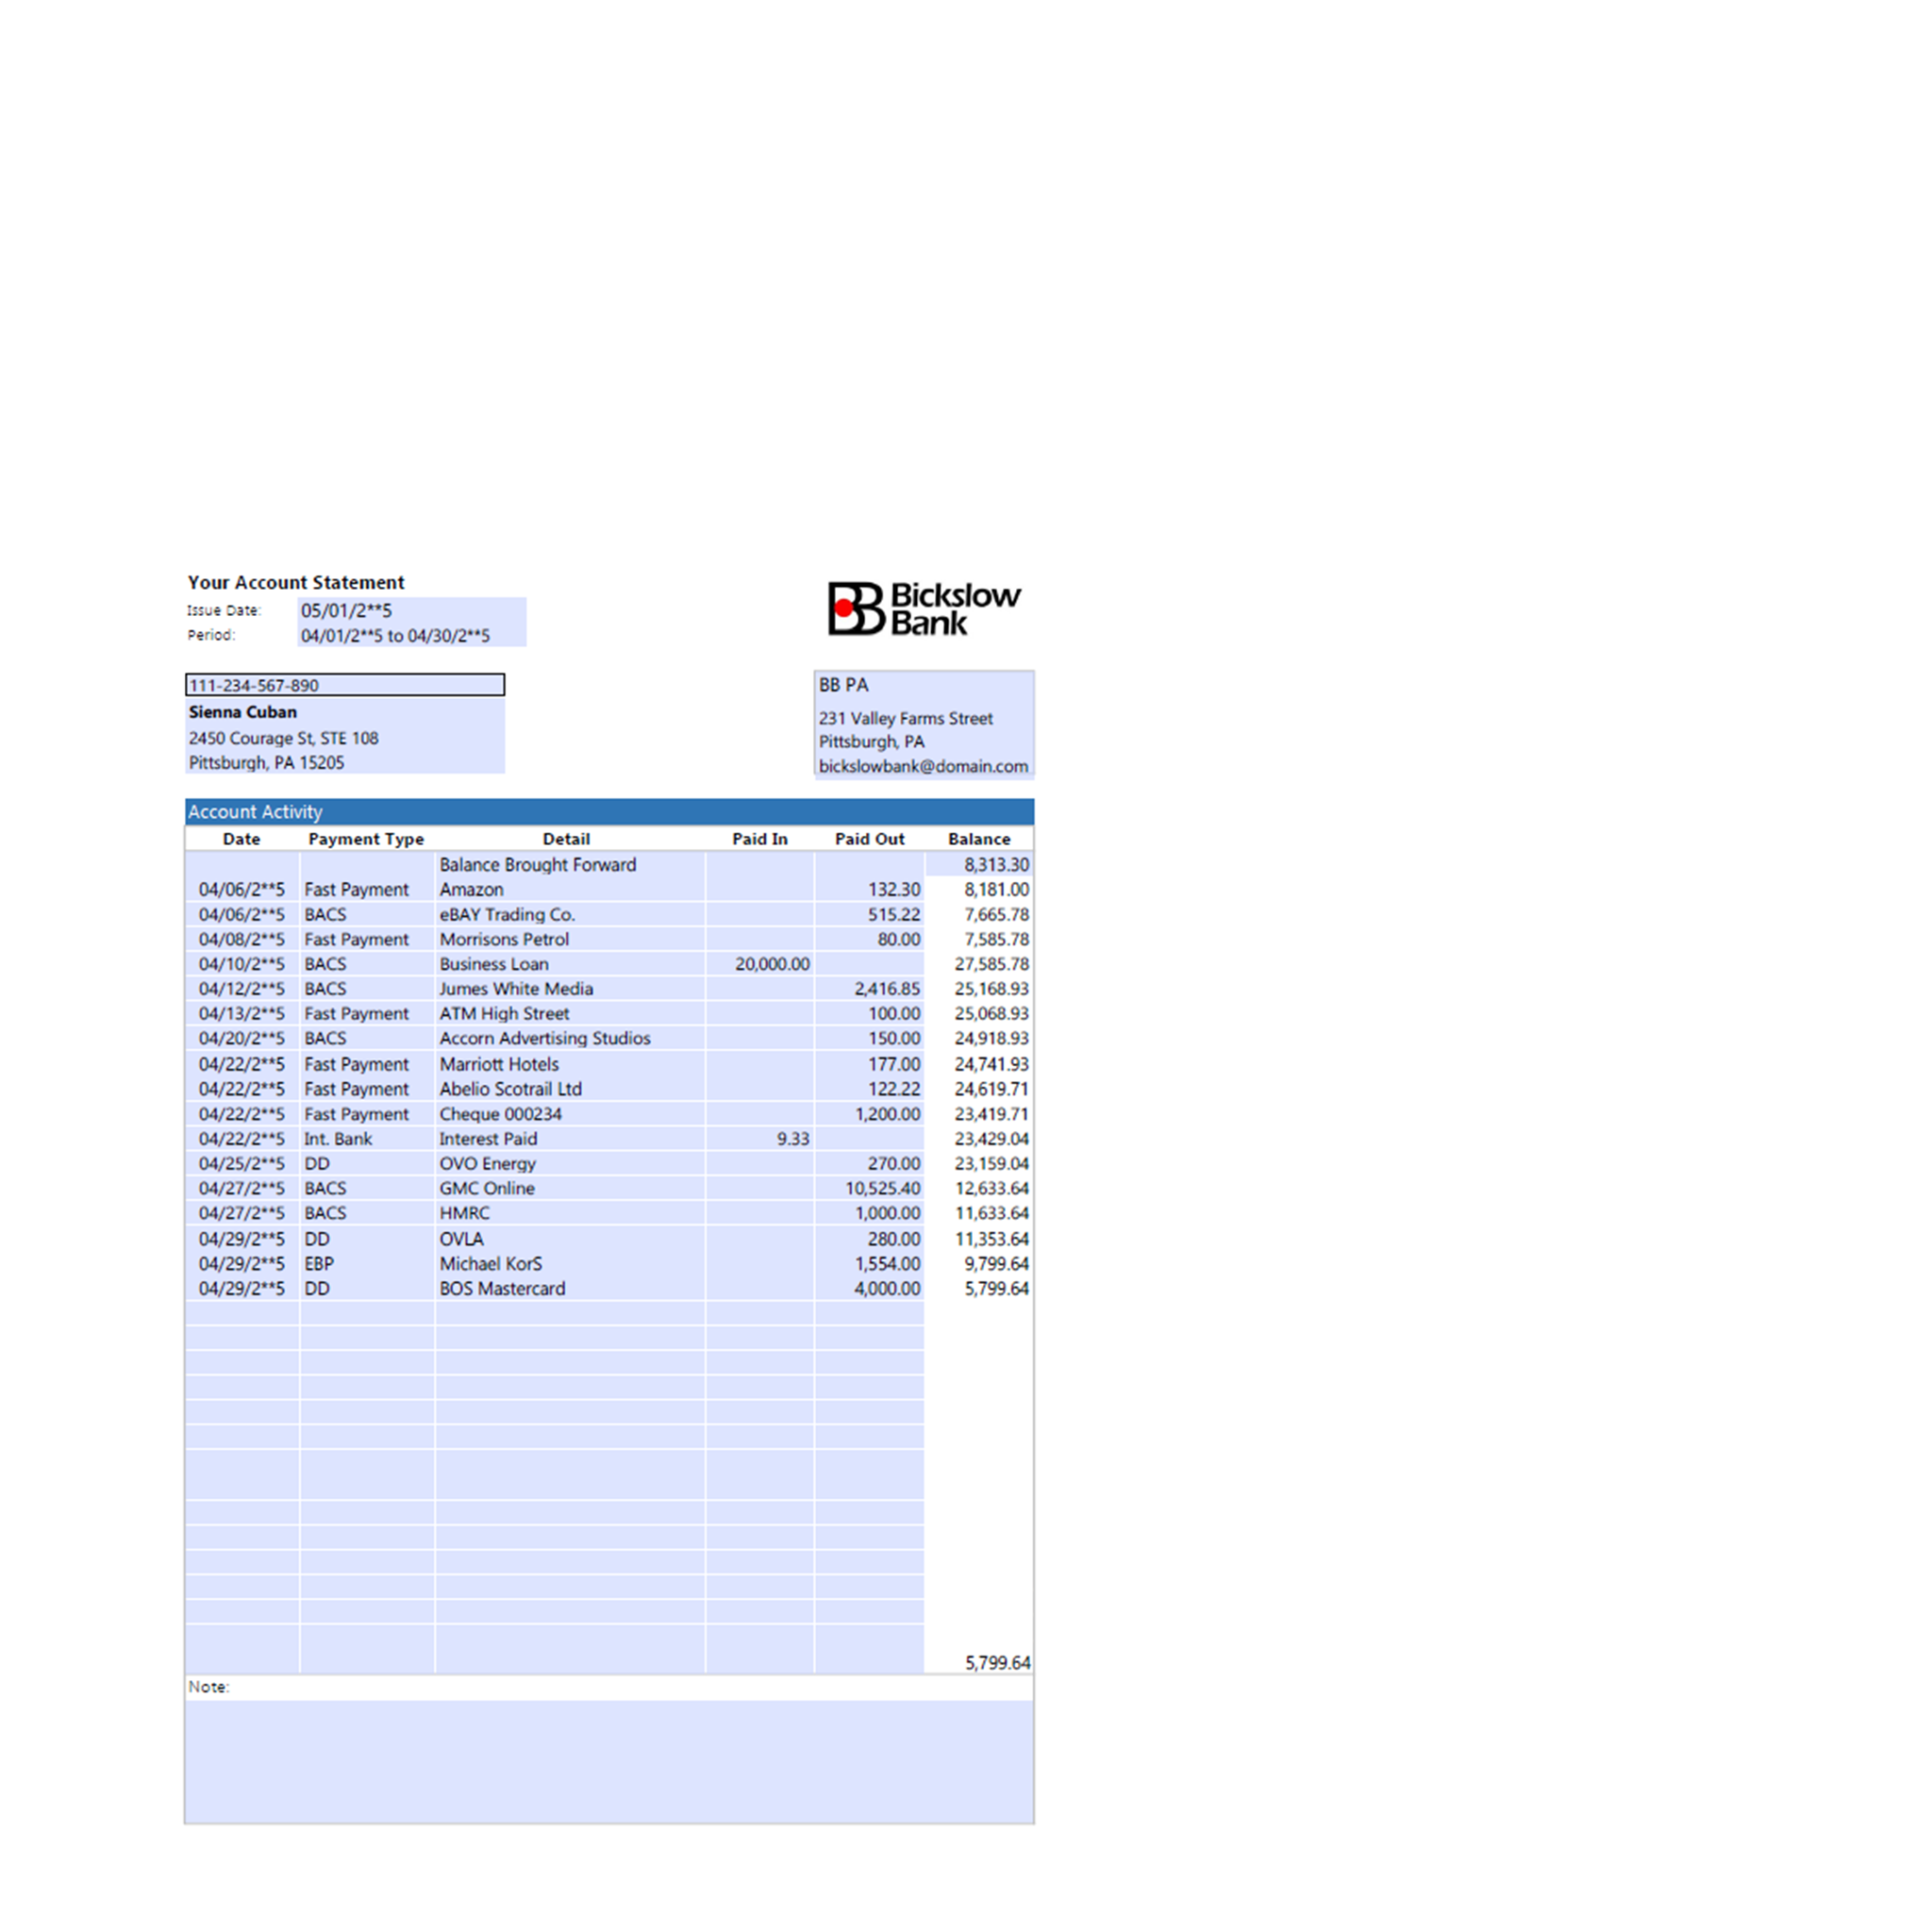 Your Account Statement
Issue Date: 05/01/2**5
Period: 04/01/2**5 to 04/30/2**5
Bickslow
Bank
111-234-567-890
Sienna Cuban
2450 Courage St, STE 108
Pittsburgh, PA 15205
BB PA
231 Valley Farms Street
Pittsburgh, PA
bickslowbank@domain.com
Account Activity
Date Payment Type Detail Paid In Paid Out Balance
Balance Brought Forward 8,313.30
04/06/2**5 Fast Payment Amazon 132.30 8,181.00
04/06/2**5 BACS eBAY Trading Co. 515.22 7,665.78
04/08/2**5 Fast Payment Morrisons Petrol 80.00 7,585.78
04/10/2**5 BACS Business Loan 20,000.00 27,585.78
04/12/2**5 BACS Jumes White Media 2,416.85 25,168.93
04/13/2**5 Fast Payment ATM High Street 100.00 25,068.93
04/20/2**5 BACS Accorn Advertising Studios 150.00 24,918.93
04/22/2**5 Fast Payment Marriott Hotels 177.00 24,741.93
04/22/2**5 Fast Payment Abelio Scotrail Ltd 122.22 24,619.71
04/22/2**5 Fast Payment Cheque 000234 1,200.00 23,419.71
04/22/2**5 Int. Bank Interest Paid 9.33 23,429.04
04/25/2**5 DD OVO Energy 270.00 23,159.04
04/27/2**5 BACS GMC Online 10,525.40 12,633.64
04/27/2**5 BACS HMRC 1,000.00 11,633.64
04/29/2**5 DD OVLA 280.00 11,353.64
04/29/2**5 EBP Michael KorS 1,554.00 9,799.64
04/29/2**5 DD BOS Mastercard 4,000.00 5,799.64
5,799.64
Note: